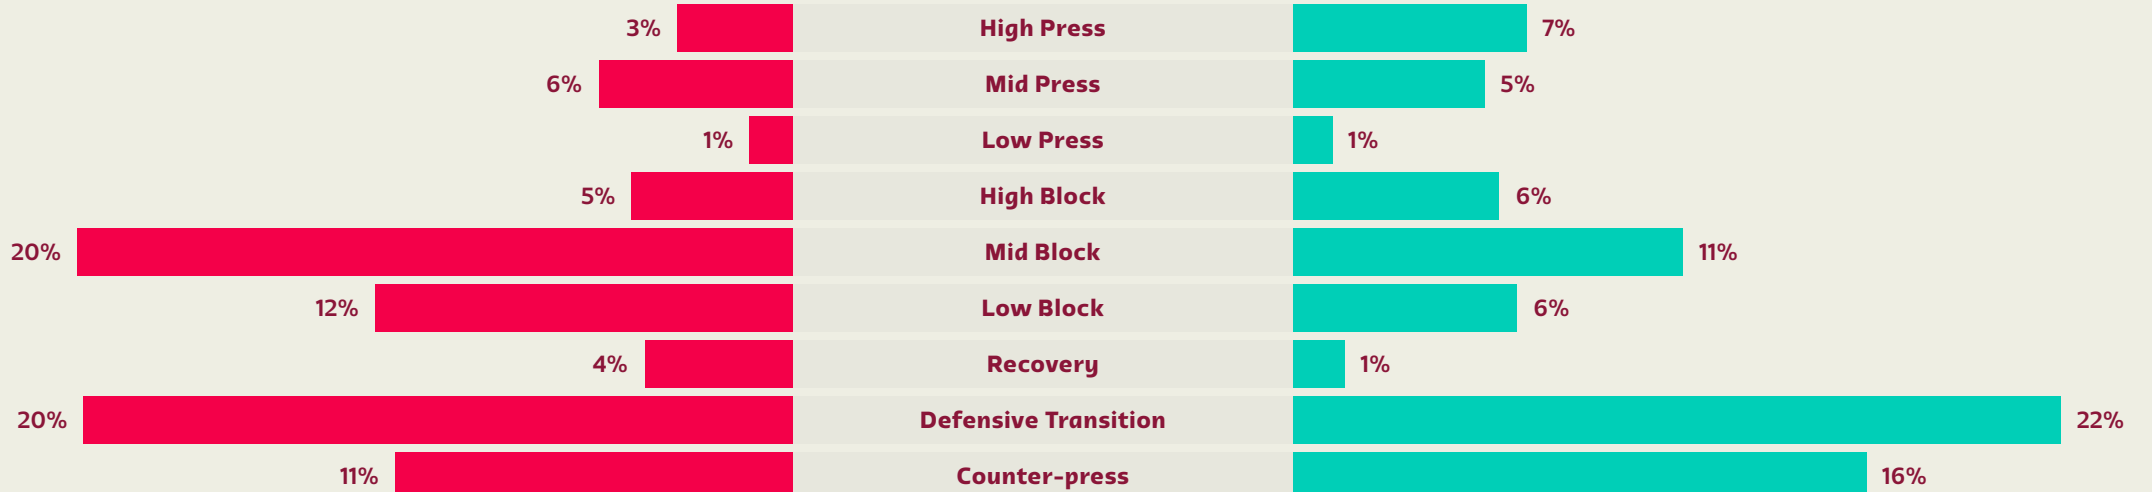 3% High Press 7%
6% Mid Press 5%
1% Low Press 1%
5% High Block 6%
20% Mid Block 11%
12% Low Block 6%
4% Recovery 1%
20% Defensive Transition 22%
11% Counter-press 16%